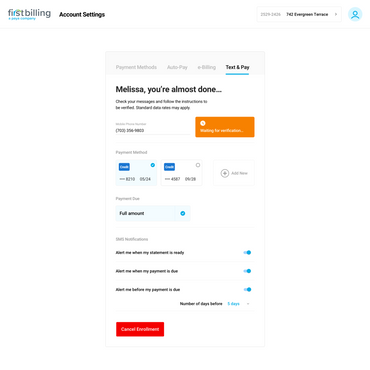 firstbilling
Account Settings
2529-2426 742 Evergreen Terrace
Payment Methods Auto-Pay e-Billing Text & Pay
Melissa, you're almost done...
Check your messages and follow the instructions to
be verified. Standard data rates may apply.
Mobile Phone Number
(703) 356-9803
Waiting for verification.
Payment Method
Credit Credit
8210 05/24 4587 09/28
Add New
Payment Due
Full amount
SMS Notifications
Alert me when my statement is ready
Alert me when my payment is due
Alert me before my payment is due
Number of days before 5 days
Cancel Enrollment